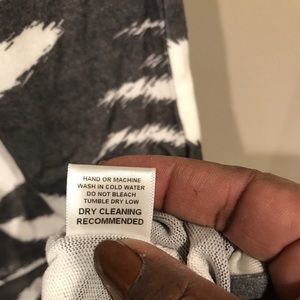 HAND OR MACHINE
WASH IN COLD WATER
DO NOT BLEACH
TUMBLE DRY LOW
DRY CLEANING
RECOMMENDED